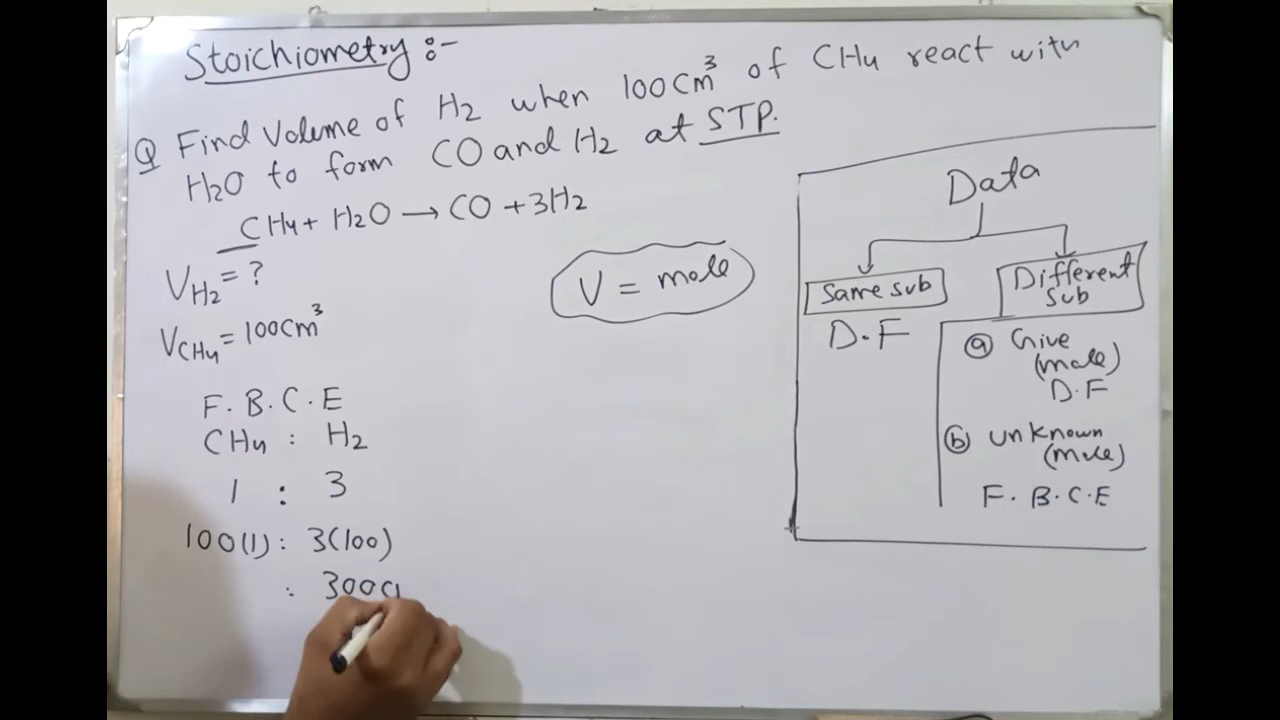 Stoichiometry:-
Q Find Volume of H2 when 100cm3 of CH4 react with
H2O to form CO and H2 at STP.
CH4 + H2O → CO + 3H2
VH2 = ?
VCH4 = 100cm3
F. B. C. E
CH4 : H2
1 : 3
100(1) : 3(100)
: 300c
V = mole
Data
Same sub
D.F
Different
sub
(a) Give
(mole)
D.F
(b) unknown
(mole)
F. B. C. E